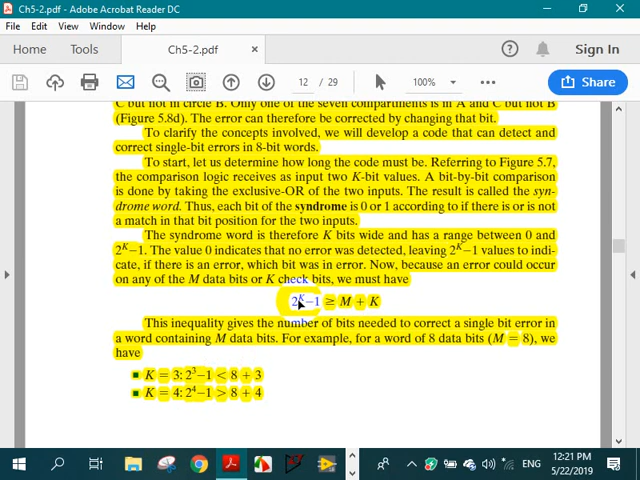 Ch5-2.pdf - Adobe Acrobat Reader DC
File Edit View Window Help
Home Tools Ch5-2.pdf × ? Sign In
12 / 29 100% Share
C but not in circle B. Only one of the seven compartments is in A and C but not B
(Figure 5.8d). The error can therefore be corrected by changing that bit.
To clarify the concepts involved, we will develop a code that can detect and
correct single-bit errors in 8-bit words.
To start, let us determine how long the code must be. Referring to Figure 5.7,
the comparison logic receives as input two K-bit values. A bit-by-bit comparison
is done by taking the exclusive-OR of the two inputs. The result is called the syn-
drome word. Thus, each bit of the syndrome is 0 or 1 according to if there is or is not
a match in that bit position for the two inputs.
The syndrome word is therefore K bits wide and has a range between 0 and
2^K−1. The value 0 indicates that no error was detected, leaving 2^K−1 values to indi-
cate, if there is an error, which bit was in error. Now, because an error could occur
on any of the M data bits or K check bits, we must have
2^K−1 ≥ M + K
This inequality gives the number of bits needed to correct a single bit error in
a word containing M data bits. For example, for a word of 8 data bits (M = 8), we
have
■ K = 3: 2^3−1 < 8 + 3
■ K = 4: 2^4−1 > 8 + 4
ENG 12:21 PM
5/22/2019